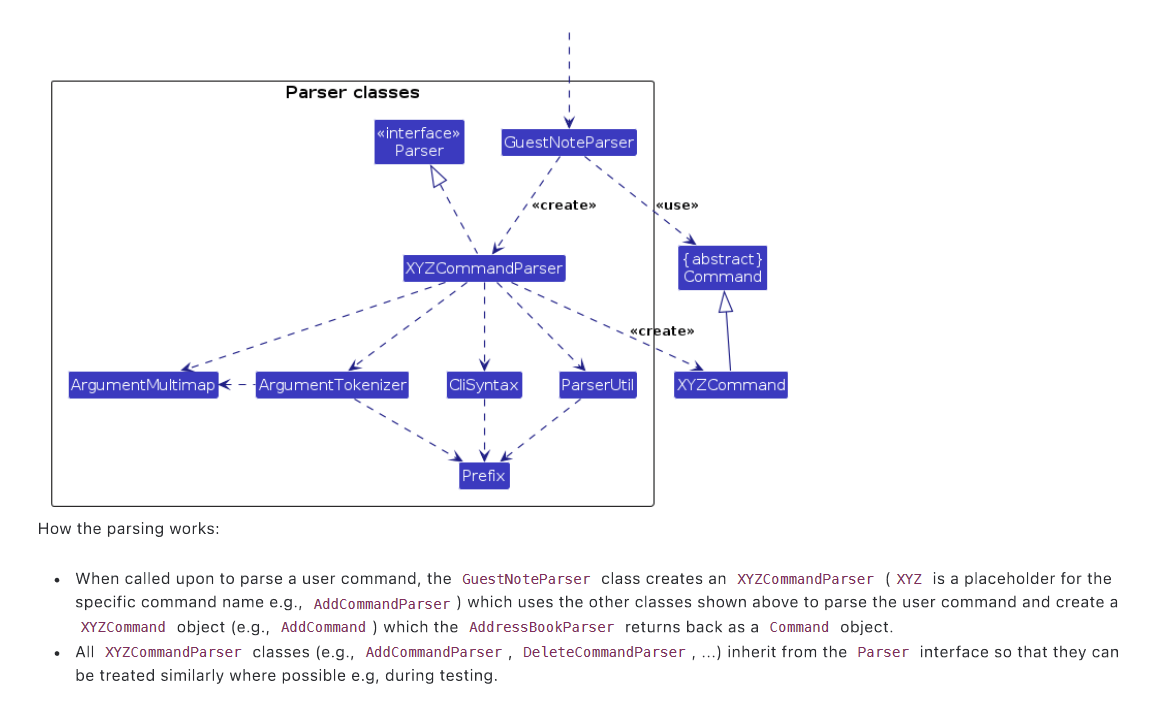 Parser classes
«interface»
Parser
GuestNoteParser
«create»
«use»
XYZCommandParser
{abstract}
Command
«create»
ArgumentMultimap
ArgumentTokenizer
CliSyntax
ParserUtil
XYZCommand
Prefix
How the parsing works:
• When called upon to parse a user command, the GuestNoteParser class creates an XYZCommandParser ( XYZ is a placeholder for the
specific command name e.g., AddCommandParser ) which uses the other classes shown above to parse the user command and create a
XYZCommand object (e.g., AddCommand ) which the AddressBookParser returns back as a Command object.
• All XYZCommandParser classes (e.g., AddCommandParser , DeleteCommandParser , ...) inherit from the Parser interface so that they can
be treated similarly where possible e.g, during testing.